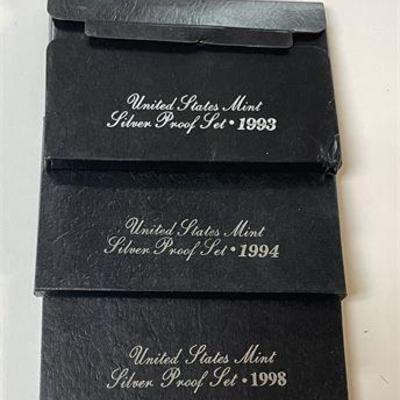 United States Mint
Silver Proof Set • 1993
United States Mint
Silver Proof Set • 1994
United States Mint
Silver Proof Set • 1998